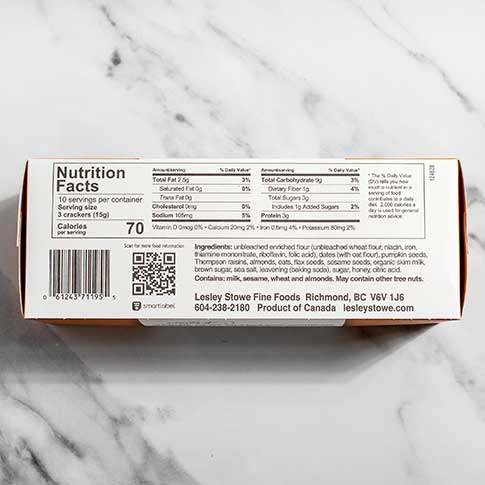 Nutrition
Facts
10 servings per container
Serving size
3 crackers (15g)
Calories 70
per serving
Amount/serving % Daily Value*
Total Fat 2.5g 3%
Saturated Fat 0g 0%
Trans Fat 0g
Cholesterol 0mg 0%
Sodium 105mg 5%
Amount/serving % Daily Value*
Total Carbohydrate 9g 3%
Dietary Fiber 1g 4%
Total Sugars 3g
Includes 1g Added Sugars 2%
Protein 3g
Vitamin D 0mcg 0% • Calcium 20mg 2% • Iron 0.6mg 4% • Potassium 80mg 2%
* The % Daily Value
(DV) tells you how
much a nutrient in a
serving of food
contributes to a daily
diet. 2,000 calories a
day is used for general
nutrition advice.
Scan for more food information
smartlabel
0 61243 71195 5
Ingredients: unbleached enriched flour (unbleached wheat flour, niacin, iron,
thiamine mononitrate, riboflavin, folic acid), dates (with oat flour), pumpkin seeds,
Thompson raisins, almonds, oats, flax seeds, sesame seeds, organic skim milk,
brown sugar, sea salt, leavening (baking soda), sugar, honey, citric acid.
Contains: milk, sesame, wheat and almonds. May contain other tree nuts.
Lesley Stowe Fine Foods Richmond, BC V6V 1J6
604-238-2180 Product of Canada lesleystowe.com